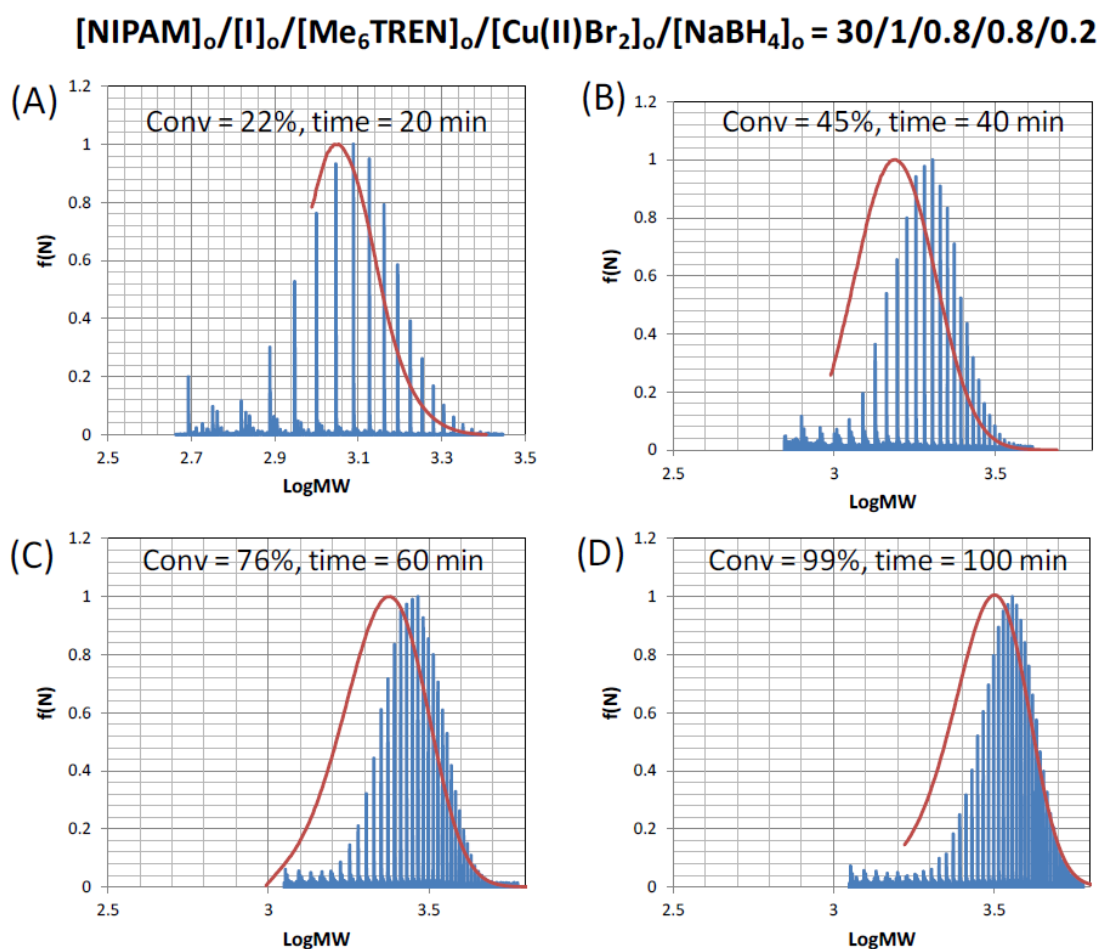 [NIPAM]o/[I]o/[Me6TREN]o/[Cu(II)Br2]o/[NaBH4]o = 30/1/0.8/0.8/0.2
(A)
Conv = 22%, time = 20 min
f(N)
1.2
1
0.8
0.6
0.4
0.2
0
2.5 2.7 2.9 3.1 3.3 3.5
LogMW
(B)
Conv = 45%, time = 40 min
f(N)
1.2
1
0.8
0.6
0.4
0.2
0
2.5 3 3.5
LogMW
(C)
Conv = 76%, time = 60 min
f(N)
1.2
1
0.8
0.6
0.4
0.2
0
2.5 3 3.5
LogMW
(D)
Conv = 99%, time = 100 min
f(N)
1.2
1
0.8
0.6
0.4
0.2
0
2.5 3 3.5
LogMW